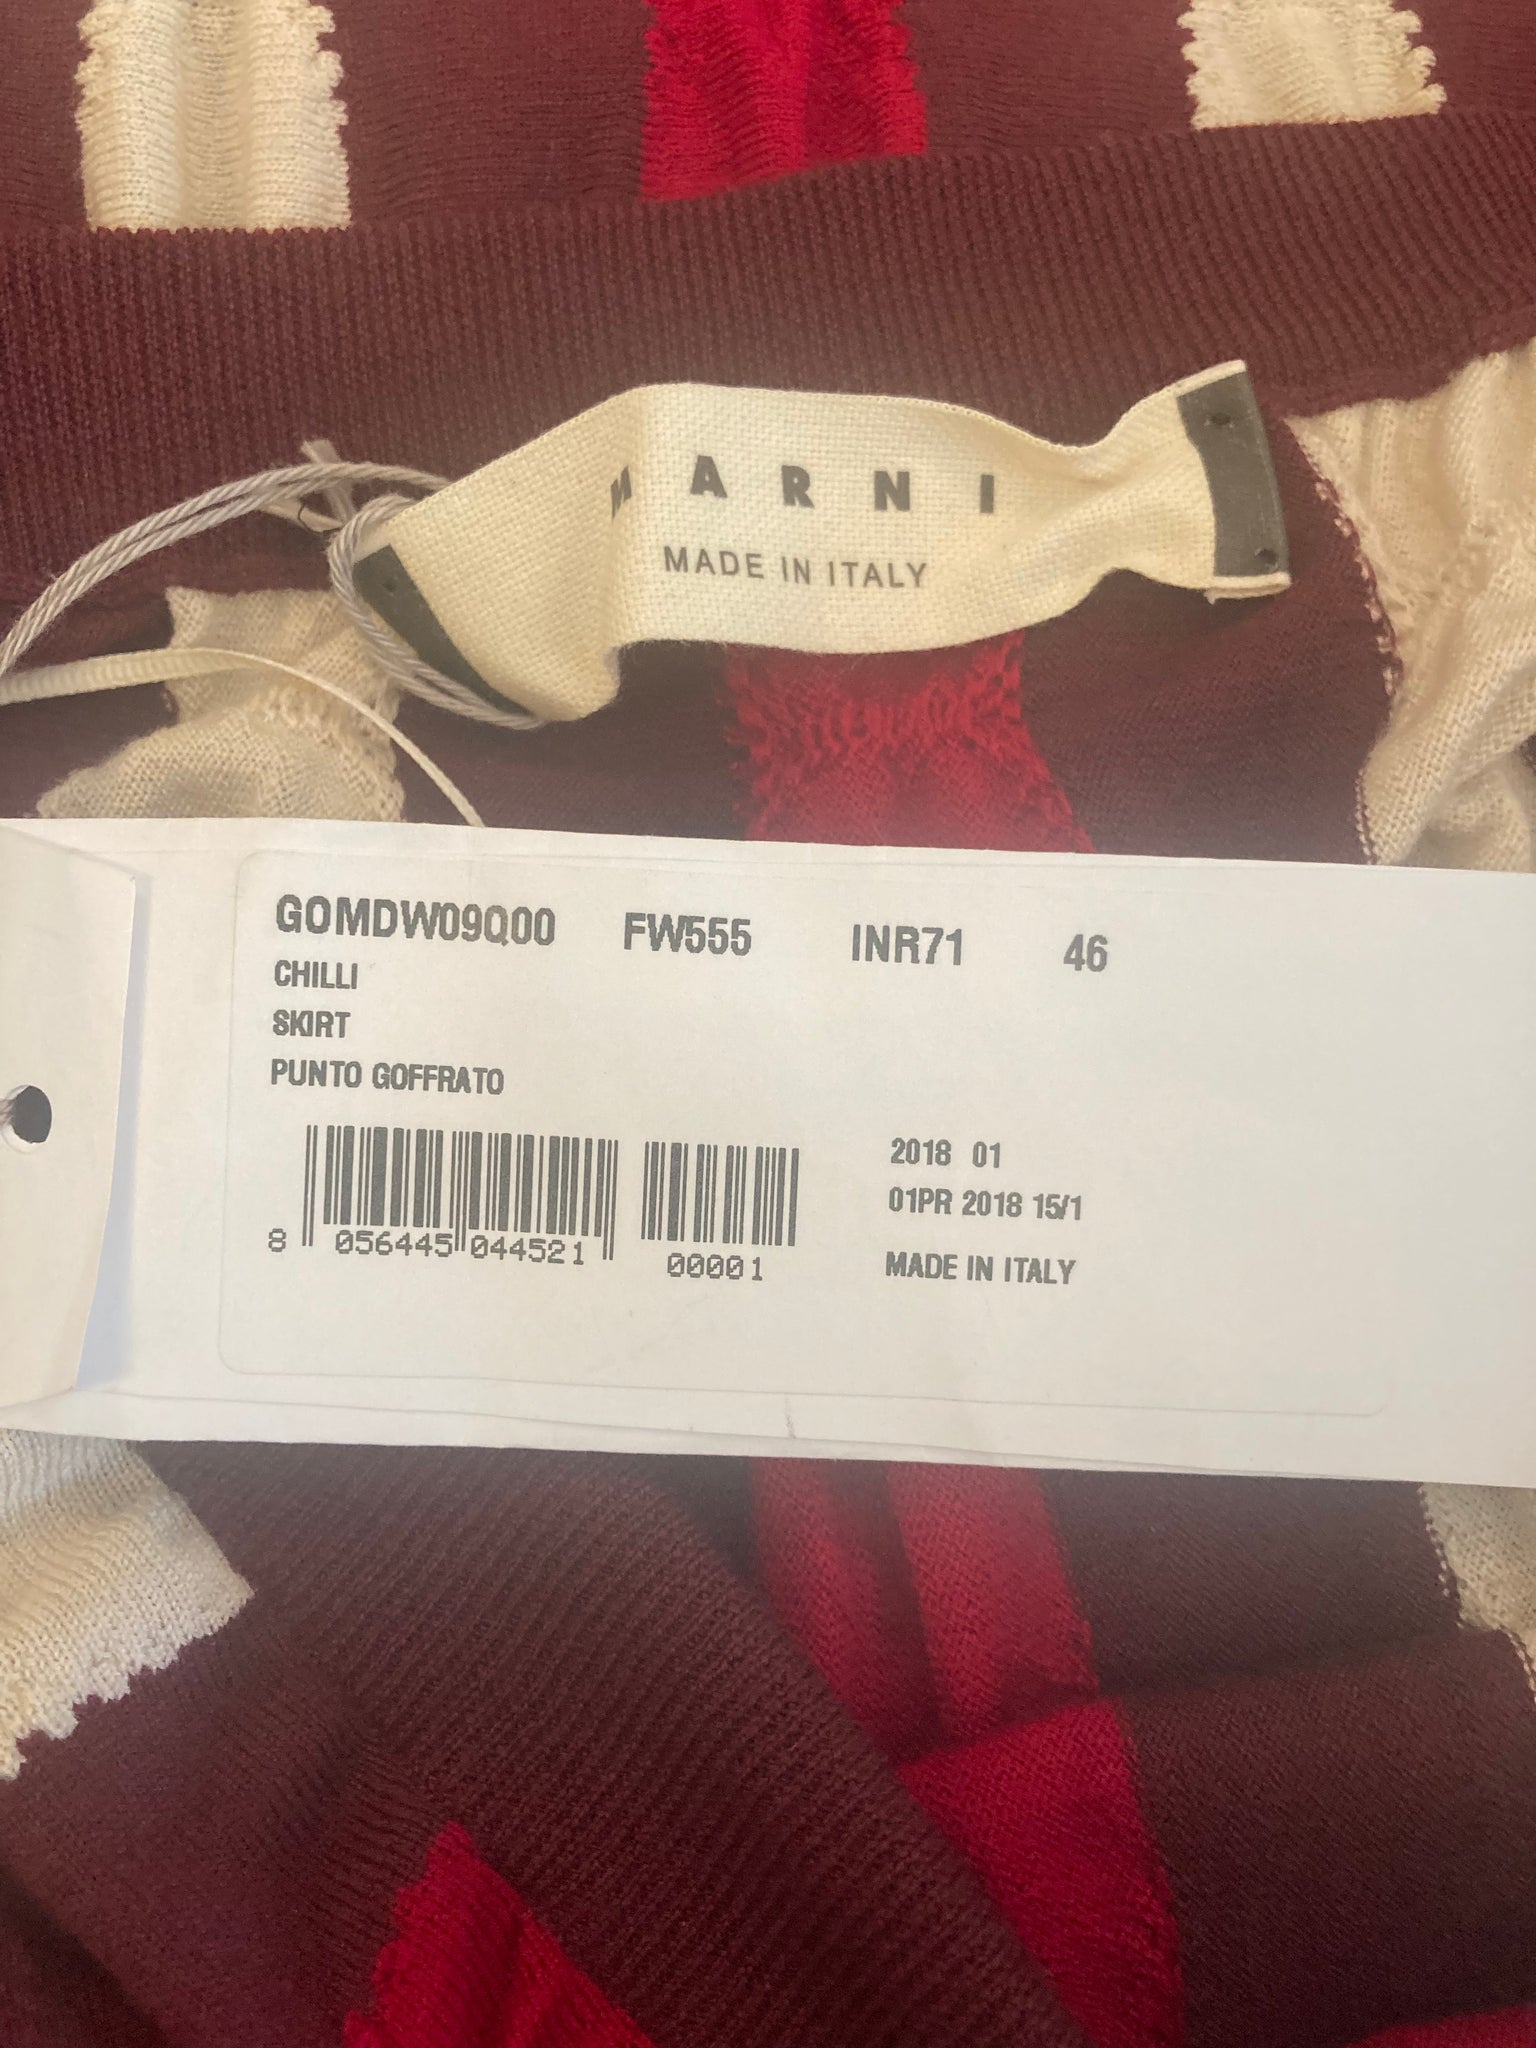 MARNI
MADE IN ITALY
GOMDW09Q00 FW555 INR71 46
CHILLI
SKIRT
PUNTO GOFFRATO
2018 01
01PR 2018 15/1
MADE IN ITALY
8 056445 044521 00001